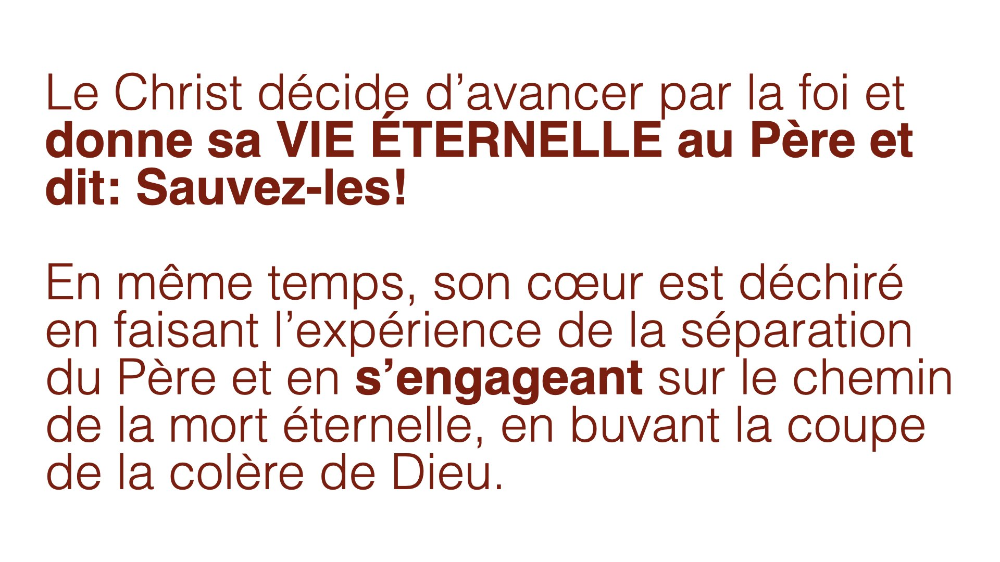 Le Christ décide d’avancer par la foi et
donne sa VIE ÉTERNELLE au Père et
dit: Sauvez-les!
En même temps, son cœur est déchiré
en faisant l’expérience de la séparation
du Père et en s’engageant sur le chemin
de la mort éternelle, en buvant la coupe
de la colère de Dieu.